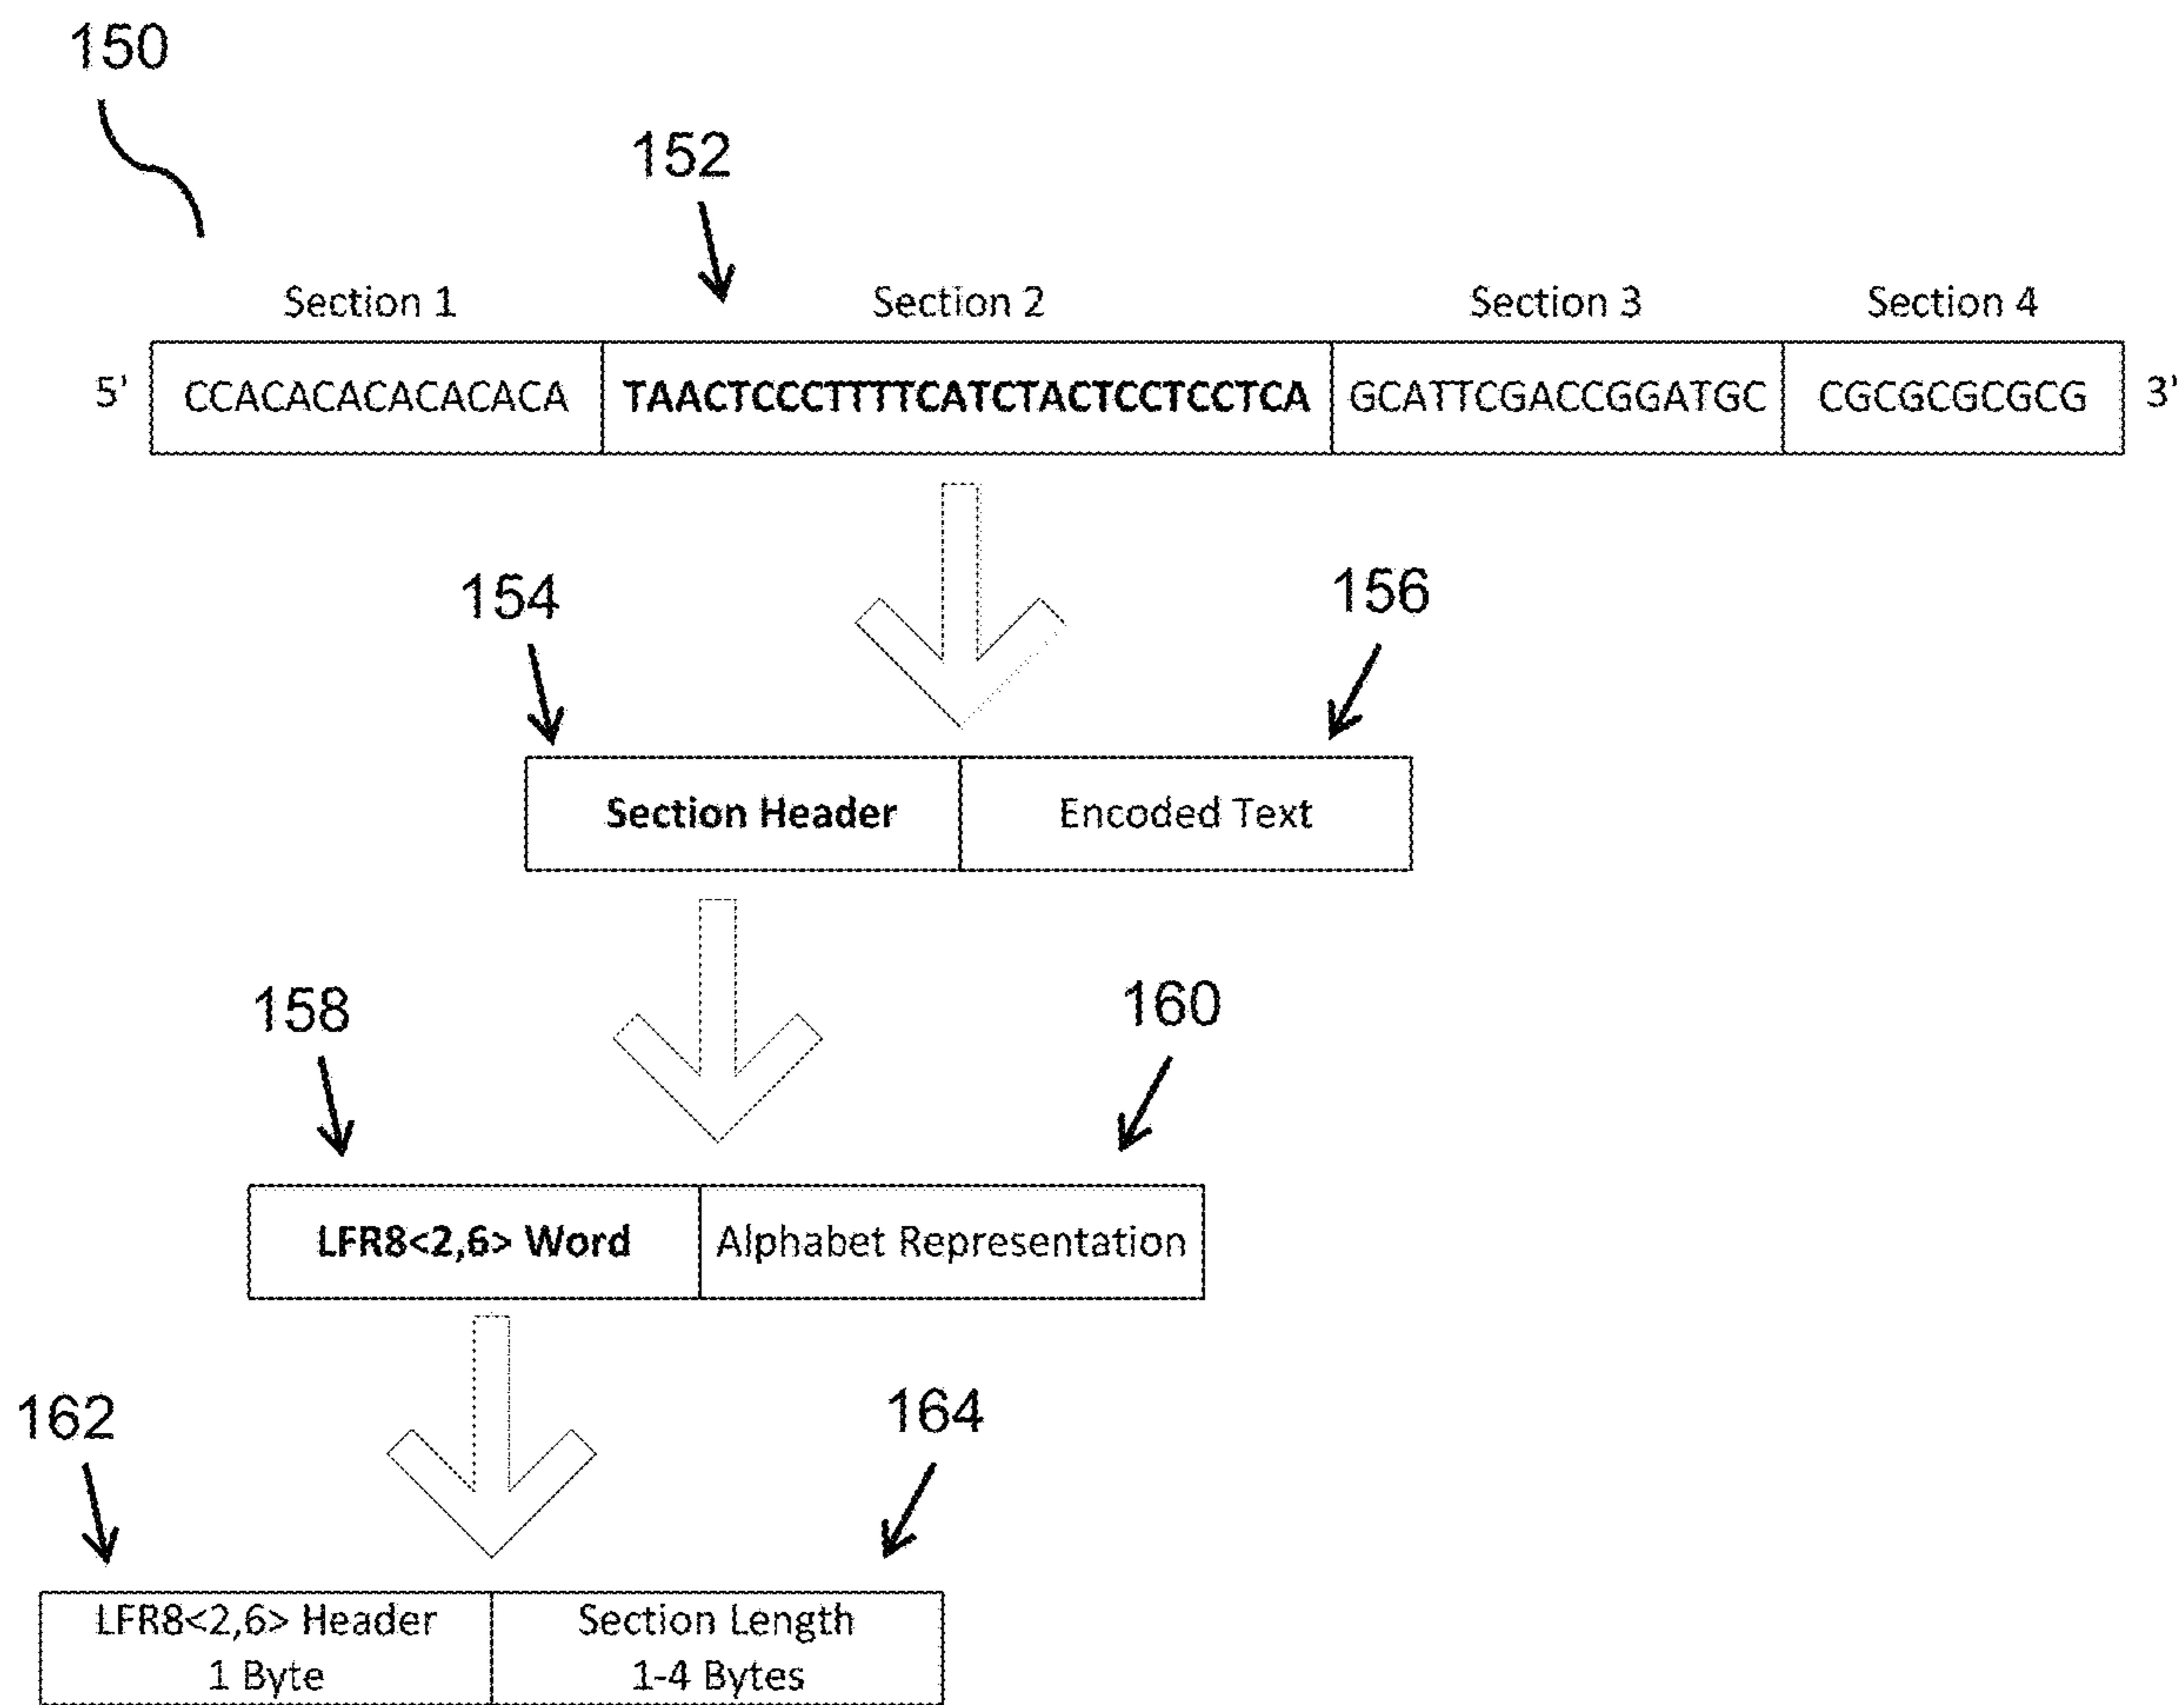 150
152
Section 1 Section 2 Section 3 Section 4
5' CCACACACACACACA TAACTCCCTTTTCATCTACTCCTCCTCA GCATTCGACCGGATGC CGCGCGCGCG 3'
154 156
Section Header Encoded Text
158 160
LFR8<2,6> Word Alphabet Representation
162 164
LFR8<2,6> Header Section Length
1 Byte 1-4 Bytes